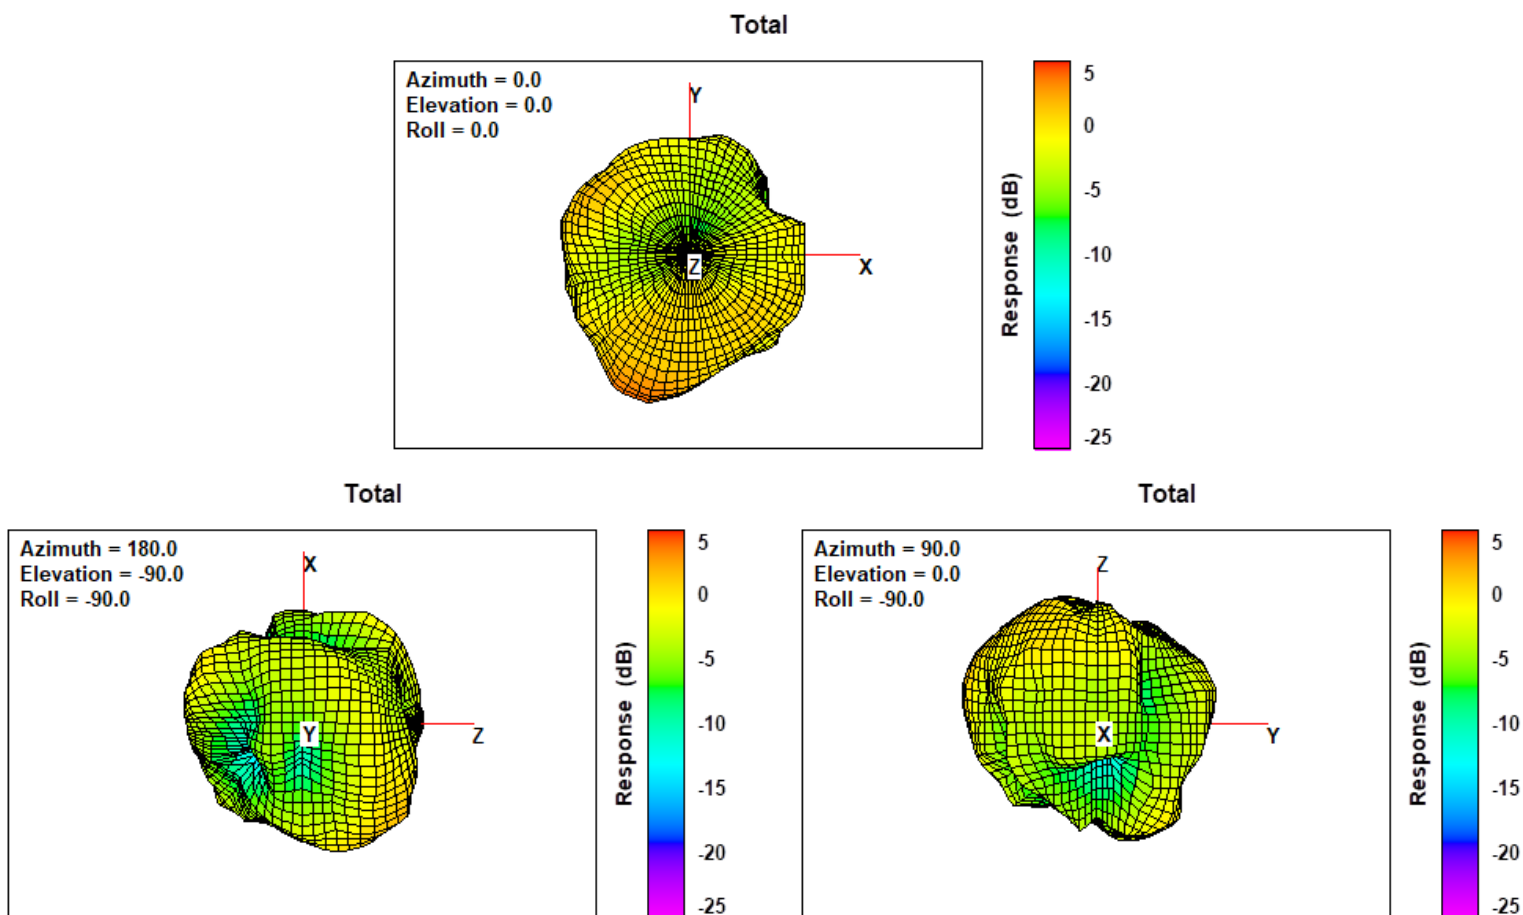 Total
Azimuth = 0.0
Elevation = 0.0
Roll = 0.0
Y
Z
X
Response (dB)
5
0
-5
-10
-15
-20
-25
Total
Azimuth = 180.0
Elevation = -90.0
Roll = -90.0
X
Y
Z
Response (dB)
5
0
-5
-10
-15
-20
-25
Total
Azimuth = 90.0
Elevation = 0.0
Roll = -90.0
Z
X
Y
Response (dB)
5
0
-5
-10
-15
-20
-25